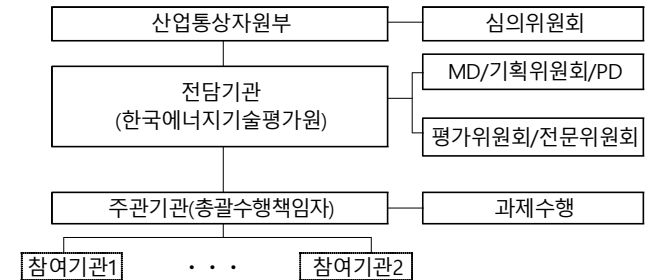 산업통상자원부
심의위원회
전담기관
(한국에너지기술평가원)
MD/기획위원회/PD
평가위원회/전문위원회
주관기관(총괄수행책임자)
과제수행
참여기관1
· · ·
참여기관2